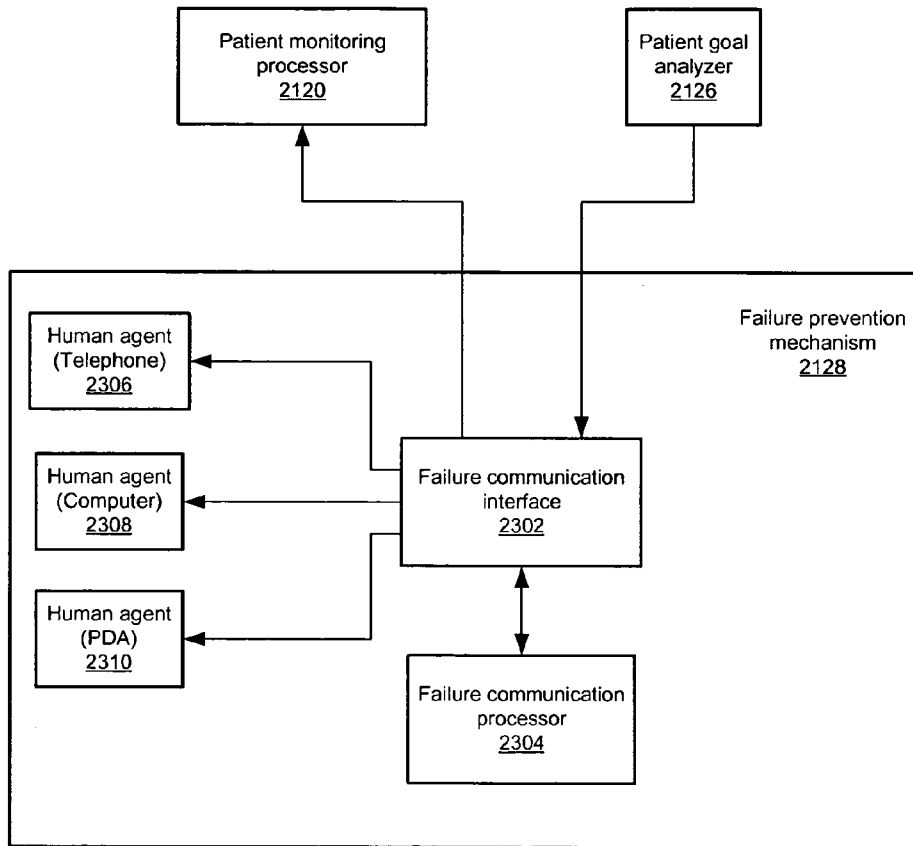 Patient monitoring
processor
2120
Patient goal
analyzer
2126
Failure prevention
mechanism
2128
Human agent
(Telephone)
2306
Human agent
(Computer)
2308
Human agent
(PDA)
2310
Failure communication
interface
2302
Failure communication
processor
2304